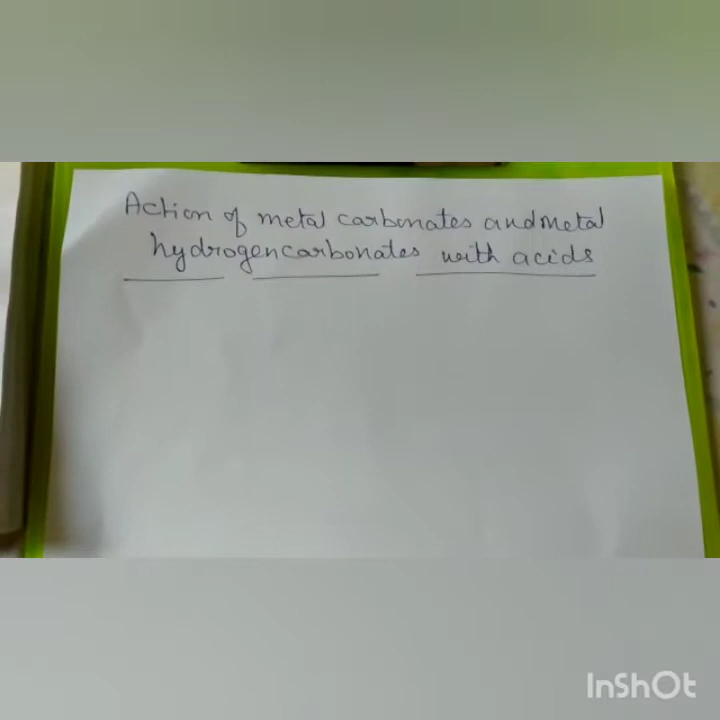 Action of metal carbonates and metal
hydrogencarbonates with acids
InShOt